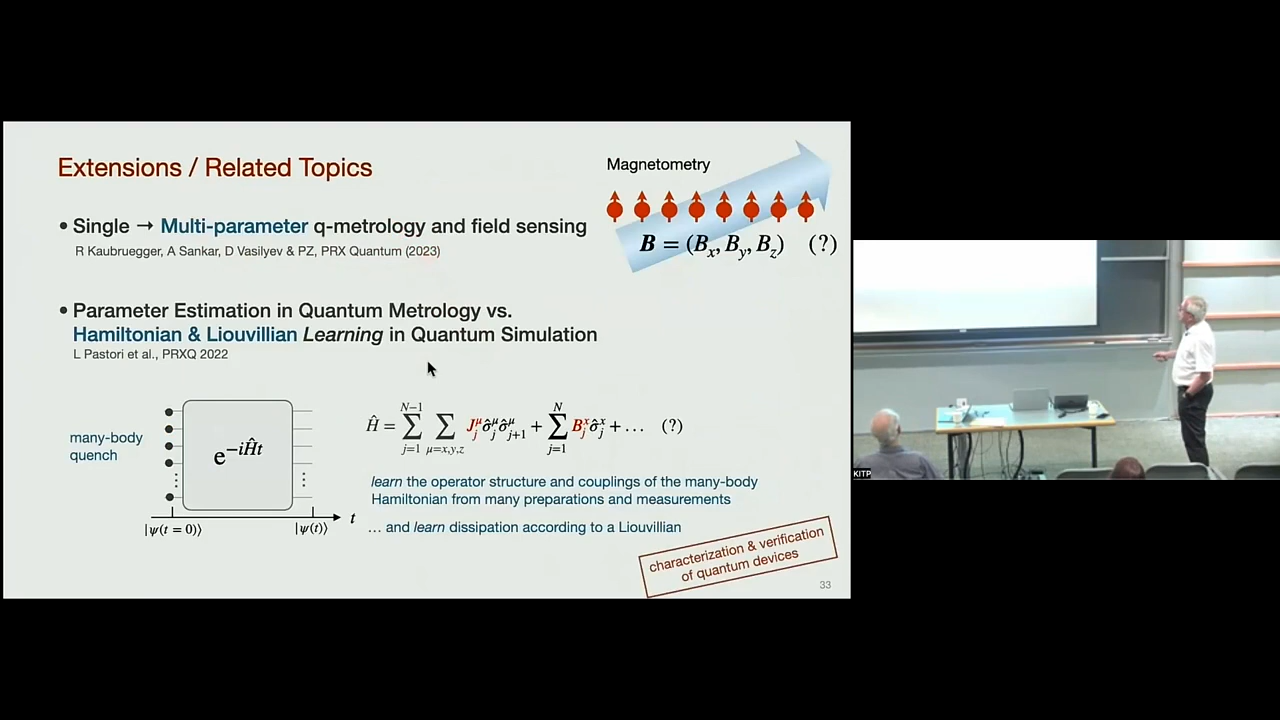 Extensions / Related Topics
Magnetometry
• Single → Multi-parameter q-metrology and field sensing
R Kaubruegger, A Sankar, D Vasilyev & PZ, PRX Quantum (2023)
B = (Bx, By, Bz) (?)
• Parameter Estimation in Quantum Metrology vs.
Hamiltonian & Liouvillian Learning in Quantum Simulation
L Pastori et al., PRXQ 2022
many-body
quench
e^{-iĤt}
|ψ(t = 0)⟩
|ψ(t)⟩
t
Ĥ = ∑_{j=1}^{N−1} ∑_{μ=x,y,z} J_j^μ σ̂_j^μ σ̂_{j+1}^μ + ∑_{j=1}^{N} B_j^x σ̂_j^x + … (?)
learn the operator structure and couplings of the many-body
Hamiltonian from many preparations and measurements
… and learn dissipation according to a Liouvillian
characterization & verification
of quantum devices
33
KITP